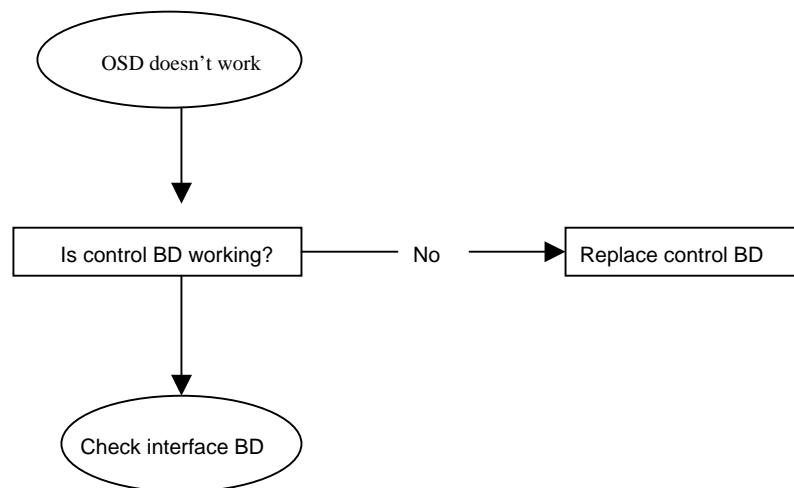 OSD doesn’t work
Is control BD working?
No
Replace control BD
Check interface BD